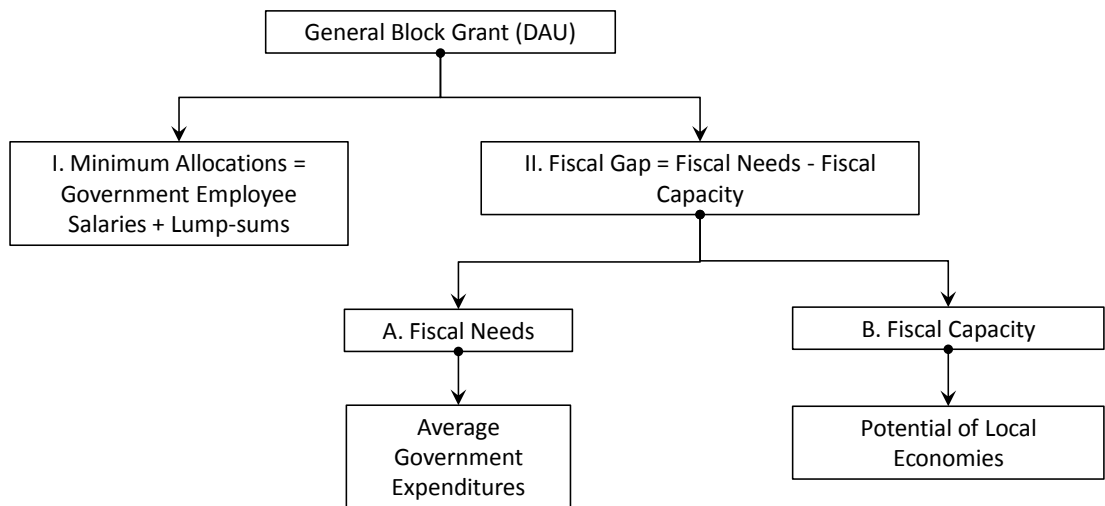 General Block Grant (DAU)
I. Minimum Allocations =
Government Employee
Salaries + Lump-sums
II. Fiscal Gap = Fiscal Needs - Fiscal
Capacity
A. Fiscal Needs
B. Fiscal Capacity
Average
Government
Expenditures
Potential of Local
Economies